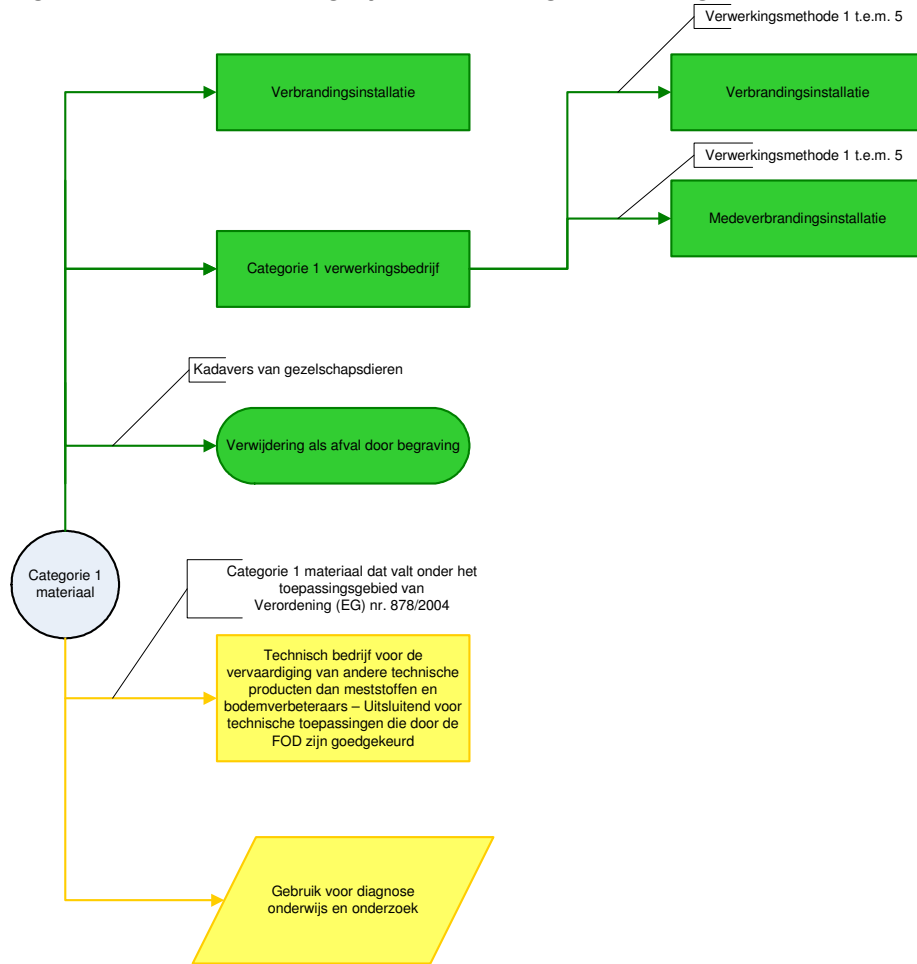 Verwerkingsmethode 1 t.e.m. 5
Verbrandingsinstallatie
Verbrandingsinstallatie
Verwerkingsmethode 1 t.e.m. 5
Medeverbrandingsinstallatie
Categorie 1 verwerkingsbedrijf
Kadavers van gezelschapsdieren
Verwijdering als afval door begraving
Categorie 1
materiaal
Categorie 1 materiaal dat valt onder het
toepassingsgebied van
Verordening (EG) nr. 878/2004
Technisch bedrijf voor de
vervaardiging van andere technische
producten dan meststoffen en
bodemverbeteraars – Uitsluitend voor
technische toepassingen die door de
FOD zijn goedgekeurd
Gebruik voor diagnose
onderwijs en onderzoek